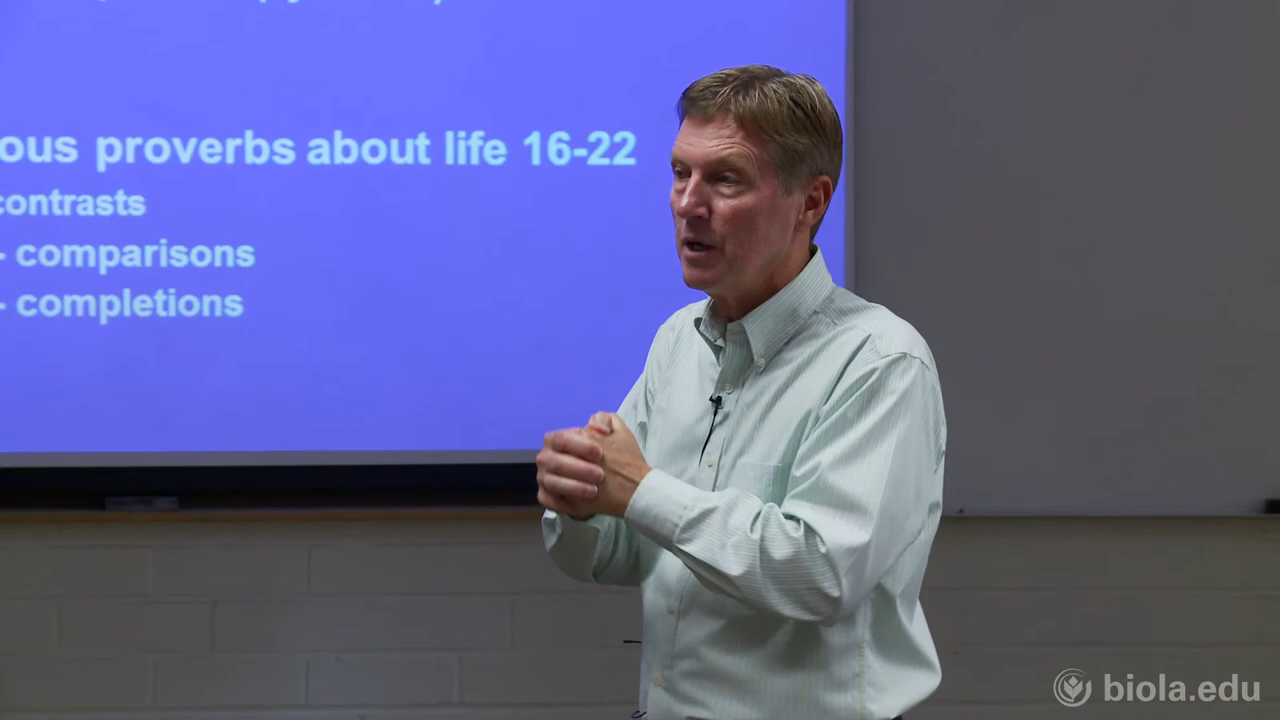 ous proverbs about life 16-22
contrasts
- comparisons
- completions
biola.edu